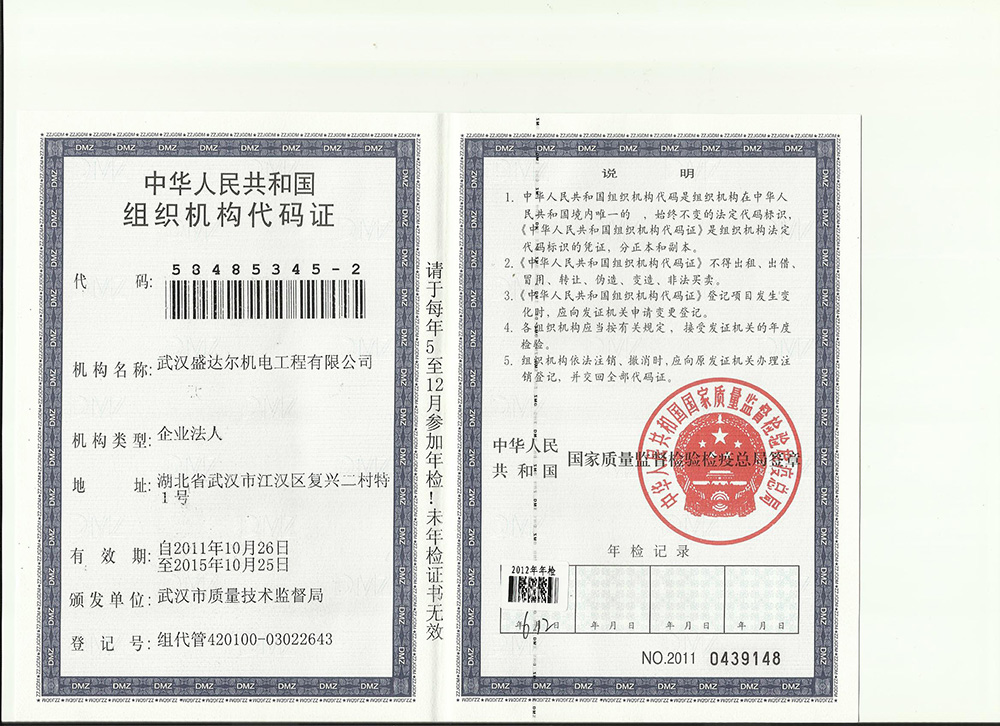 中华人民共和国
组织机构代码证
代 码: 53485345-2
机构名称: 武汉盛达尔机电工程有限公司
机构类型: 企业法人
地 址: 湖北省武汉市江汉区复兴二村特
1号
有 效 期: 自2011年10月26日
至2015年10月25日
颁发单位: 武汉市质量技术监督局
登 记 号: 组代管420100-03022643
请于每年5至12月参加年检!未年检证书无效
说 明
1. 中华人民共和国组织机构代码是组织机构在中华人
民共和国境内唯一的 、始终不变的法定代码标识,
《中华人民共和国组织机构代码证》是组织机构法定
代码标识的凭证,分正本和副本。
2.《中华人民共和国组织机构代码证》不得出租、出借、
冒用、转让、伪造、变造、非法买卖。
3.《中华人民共和国组织机构代码证》登记项目发生变
化时,应向发证机关申请变更登记。
4. 各组织机构应当按有关规定,接受发证机关的年度
检验。
5. 组织机构依法注销、撤消时,应向原发证机关办理注
销登记,并交回全部代码证。
中华人民
共和国 国家质量监督检验检疫总局签章
中华人民共和国国家质量监督检验检疫总局
年检记录
2012年年检
年 月 日 年 月 日 年 月 日 年 月 日
NO.2011 0439148